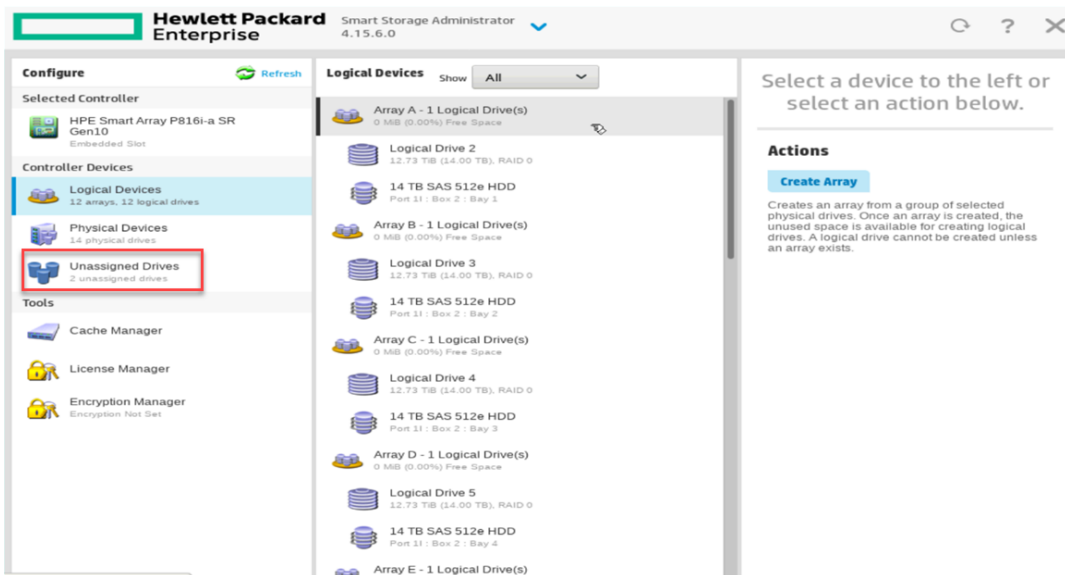 Hewlett Packard
Enterprise
Smart Storage Administrator
4.15.6.0
?
Configure
Refresh
Selected Controller
HPE Smart Array P816i-a SR
Gen10
Embedded Slot
Controller Devices
Logical Devices
12 arrays, 12 logical drives
Physical Devices
14 physical drives
Unassigned Drives
2 unassigned drives
Tools
Cache Manager
License Manager
Encryption Manager
Encryption Not Set
Logical Devices Show All
Array A - 1 Logical Drive(s)
0 MiB (0.00%) Free Space
Logical Drive 2
12.73 TiB (14.00 TB), RAID 0
14 TB SAS 512e HDD
Port 1I : Box 2 : Bay 1
Array B - 1 Logical Drive(s)
0 MiB (0.00%) Free Space
Logical Drive 3
12.73 TiB (14.00 TB), RAID 0
14 TB SAS 512e HDD
Port 1I : Box 2 : Bay 2
Array C - 1 Logical Drive(s)
0 MiB (0.00%) Free Space
Logical Drive 4
12.73 TiB (14.00 TB), RAID 0
14 TB SAS 512e HDD
Port 1I : Box 2 : Bay 3
Array D - 1 Logical Drive(s)
0 MiB (0.00%) Free Space
Logical Drive 5
12.73 TiB (14.00 TB), RAID 0
14 TB SAS 512e HDD
Port 1I : Box 2 : Bay 4
Array E - 1 Logical Drive(s)
Select a device to the left or
select an action below.
Actions
Create Array
Creates an array from a group of selected
physical drives. Once an array is created, the
unused space is available for creating logical
drives. A logical drive cannot be created unless
an array exists.